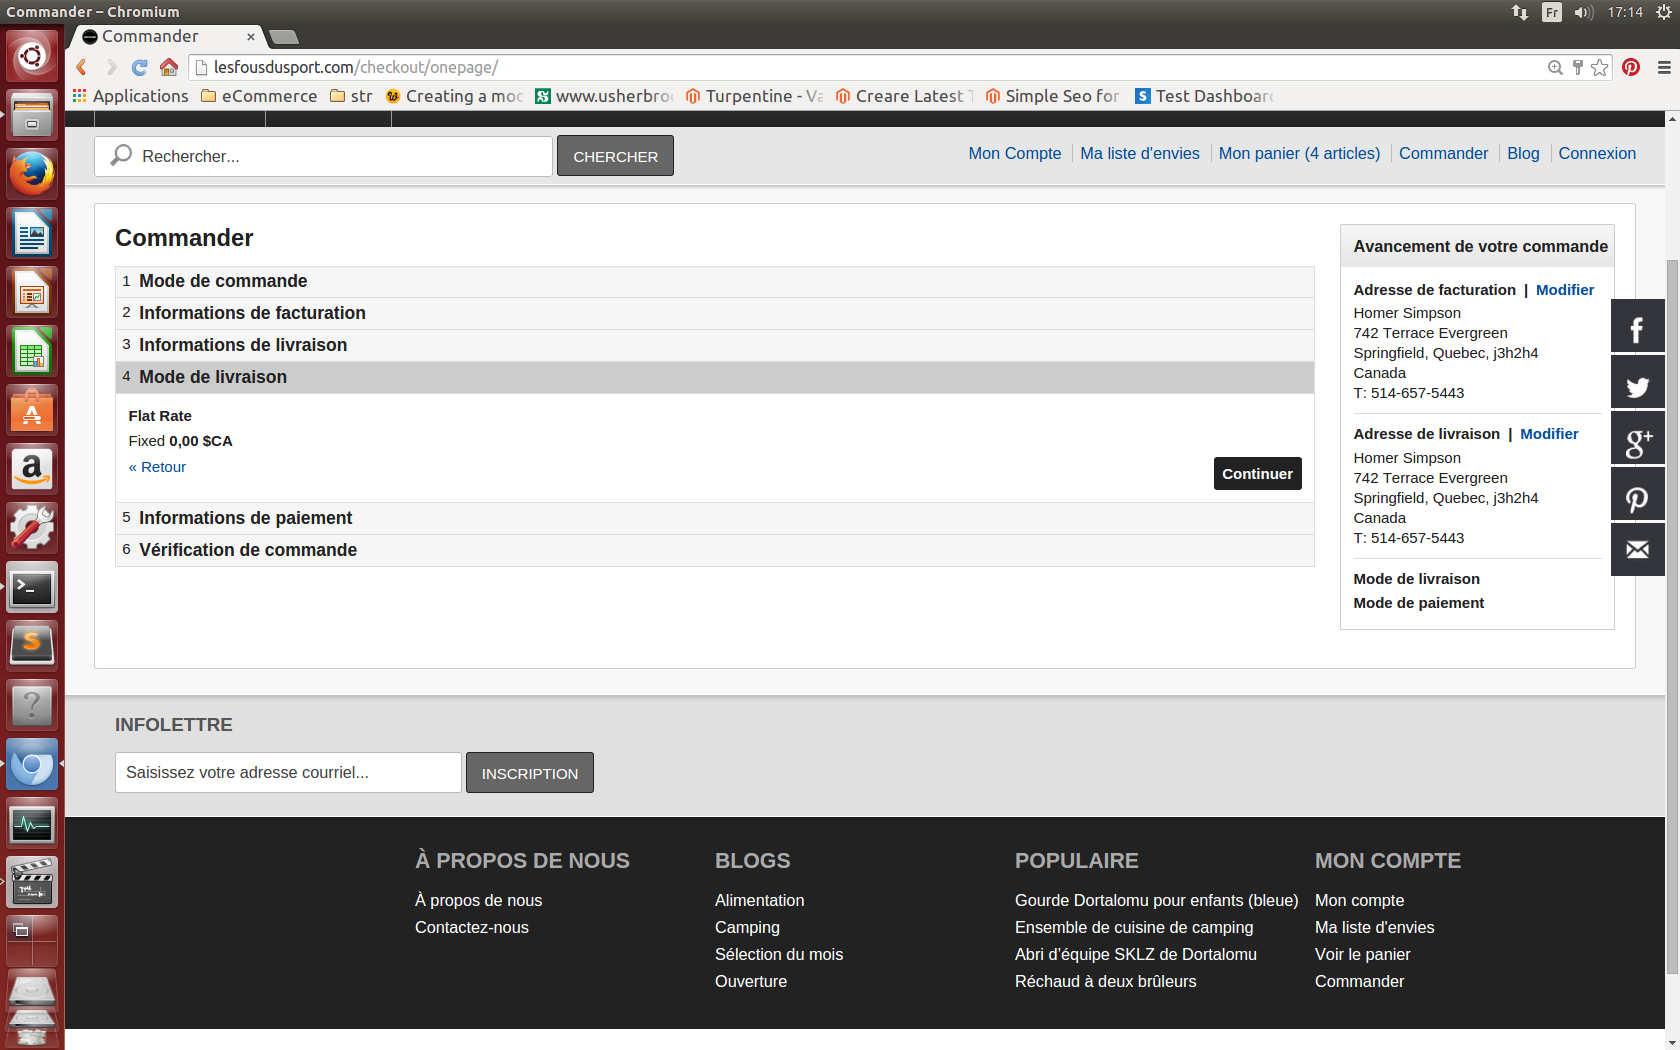 Commander – Chromium
Fr
17:14
Commander
lesfousdusport.com/checkout/onepage/
Applications
eCommerce
str
Creating a moc
www.usherbro
Turpentine - Va
Creare Latest
Simple Seo for
Test Dashboar
Rechercher...
CHERCHER
Mon Compte
Ma liste d'envies
Mon panier (4 articles)
Commander
Blog
Connexion
Commander
1 Mode de commande
2 Informations de facturation
3 Informations de livraison
4 Mode de livraison
Flat Rate
Fixed 0,00 $CA
« Retour
Continuer
5 Informations de paiement
6 Vérification de commande
Avancement de votre commande
Adresse de facturation | Modifier
Homer Simpson
742 Terrace Evergreen
Springfield, Quebec, j3h2h4
Canada
T: 514-657-5443
Adresse de livraison | Modifier
Homer Simpson
742 Terrace Evergreen
Springfield, Quebec, j3h2h4
Canada
T: 514-657-5443
Mode de livraison
Mode de paiement
INFOLETTRE
Saisissez votre adresse courriel...
INSCRIPTION
À PROPOS DE NOUS
À propos de nous
Contactez-nous
BLOGS
Alimentation
Camping
Sélection du mois
Ouverture
POPULAIRE
Gourde Dortalomu pour enfants (bleue)
Ensemble de cuisine de camping
Abri d’équipe SKLZ de Dortalomu
Réchaud à deux brûleurs
MON COMPTE
Mon compte
Ma liste d'envies
Voir le panier
Commander